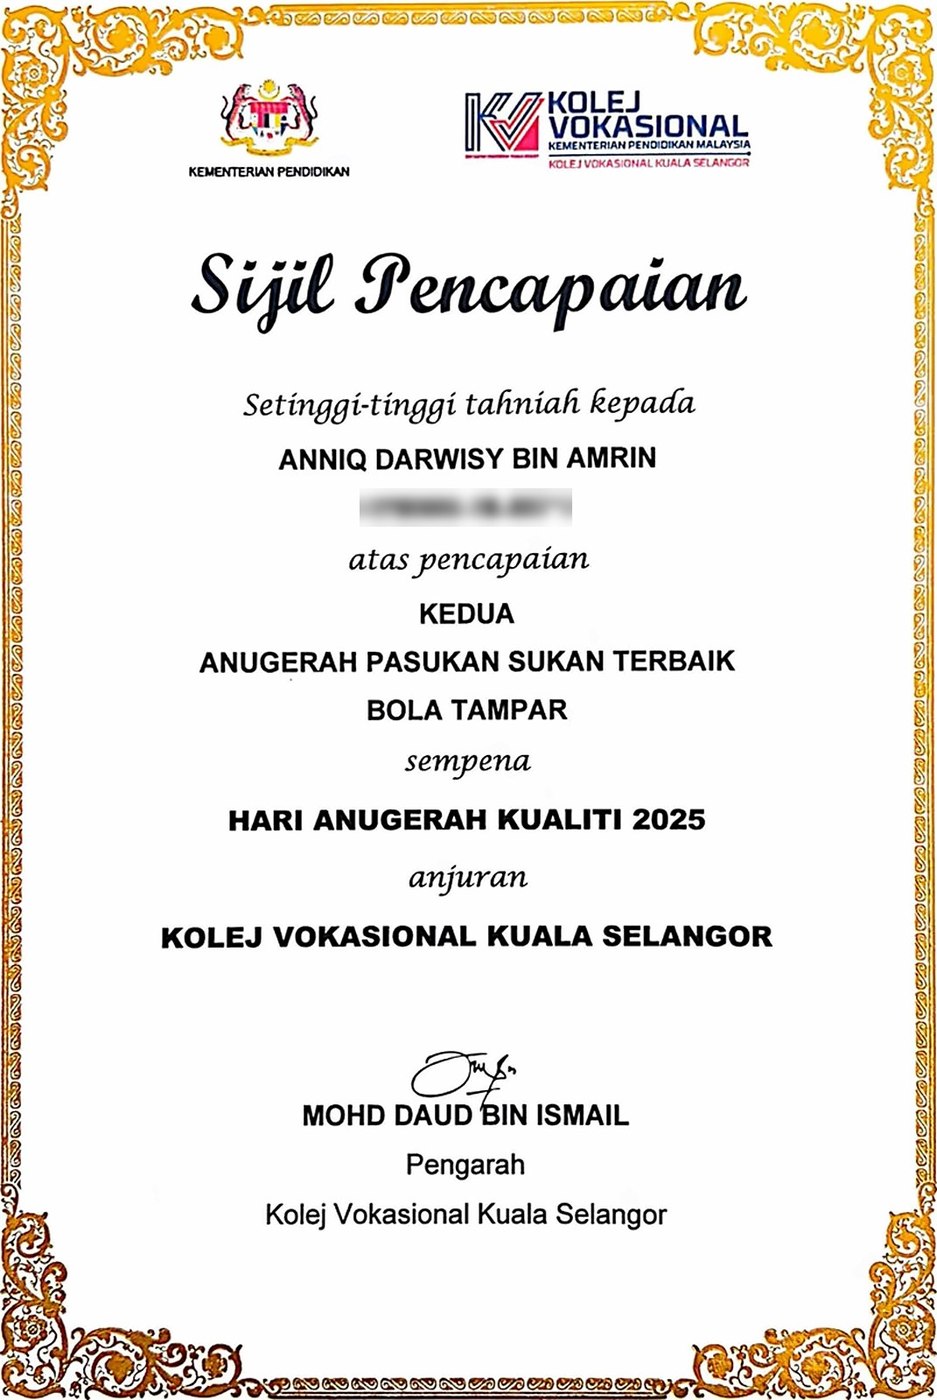 KEMENTERIAN PENDIDIKAN
KOLEJ
VOKASIONAL
KEMENTERIAN PENDIDIKAN MALAYSIA
KOLEJ VOKASIONAL KUALA SELANGOR
Sijil Pencapaian
Setinggi-tinggi tahniah kepada
ANNIQ DARWISY BIN AMRIN
atas pencapaian
KEDUA
ANUGERAH PASUKAN SUKAN TERBAIK
BOLA TAMPAR
sempena
HARI ANUGERAH KUALITI 2025
anjuran
KOLEJ VOKASIONAL KUALA SELANGOR
MOHD DAUD BIN ISMAIL
Pengarah
Kolej Vokasional Kuala Selangor